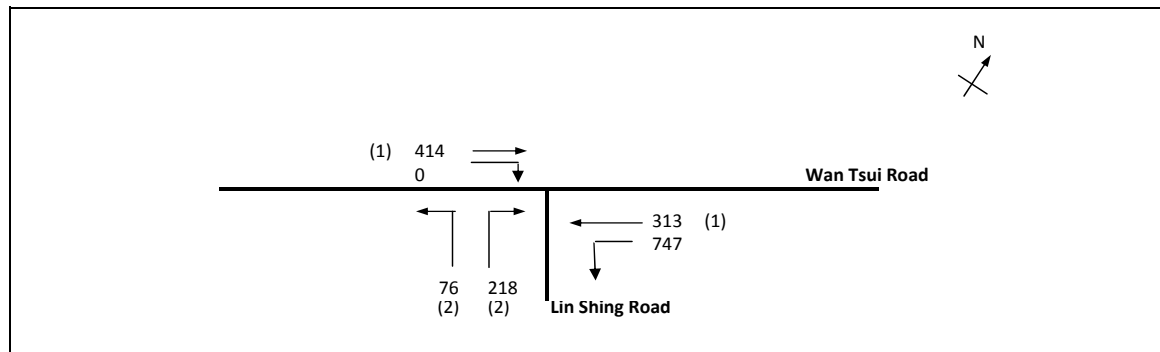 N
(1) 414
0
Wan Tsui Road
313 (1)
747
76 218
(2) (2) Lin Shing Road